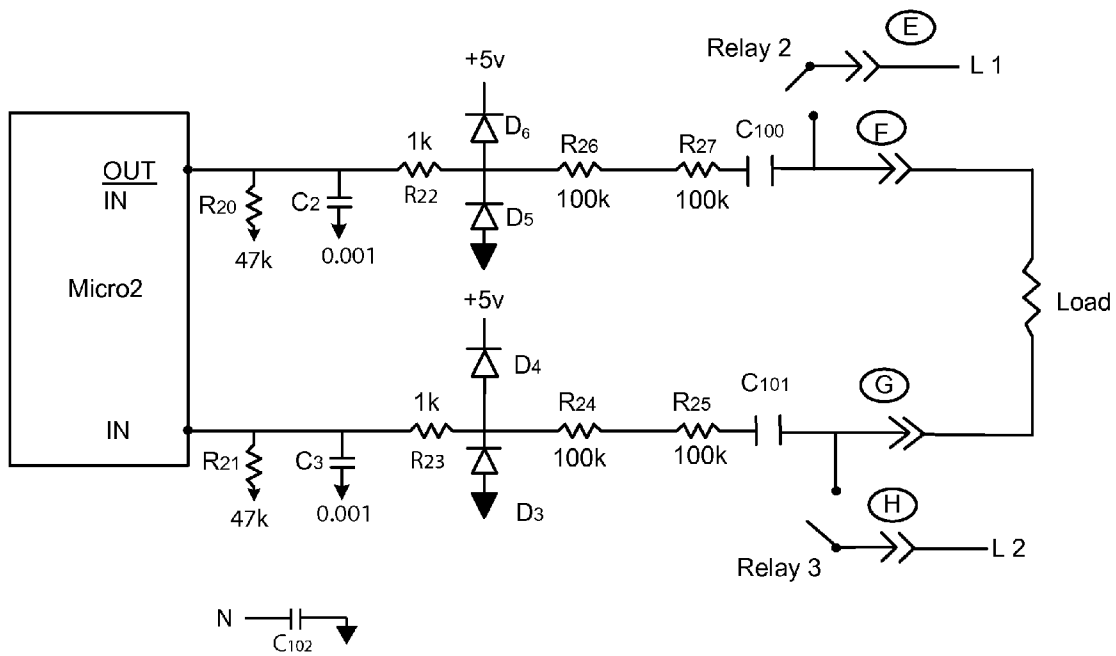 E
Relay 2
L 1
+5v
D6
C100
F
1k
R26
R27
OUT
IN
R22
100k
100k
R20
C2
D5
47k
0.001
Micro2
+5v
Load
D4
C101
G
1k
R24
R25
IN
R23
100k
100k
R21
C3
D3
H
47k
0.001
L 2
Relay 3
N
C102